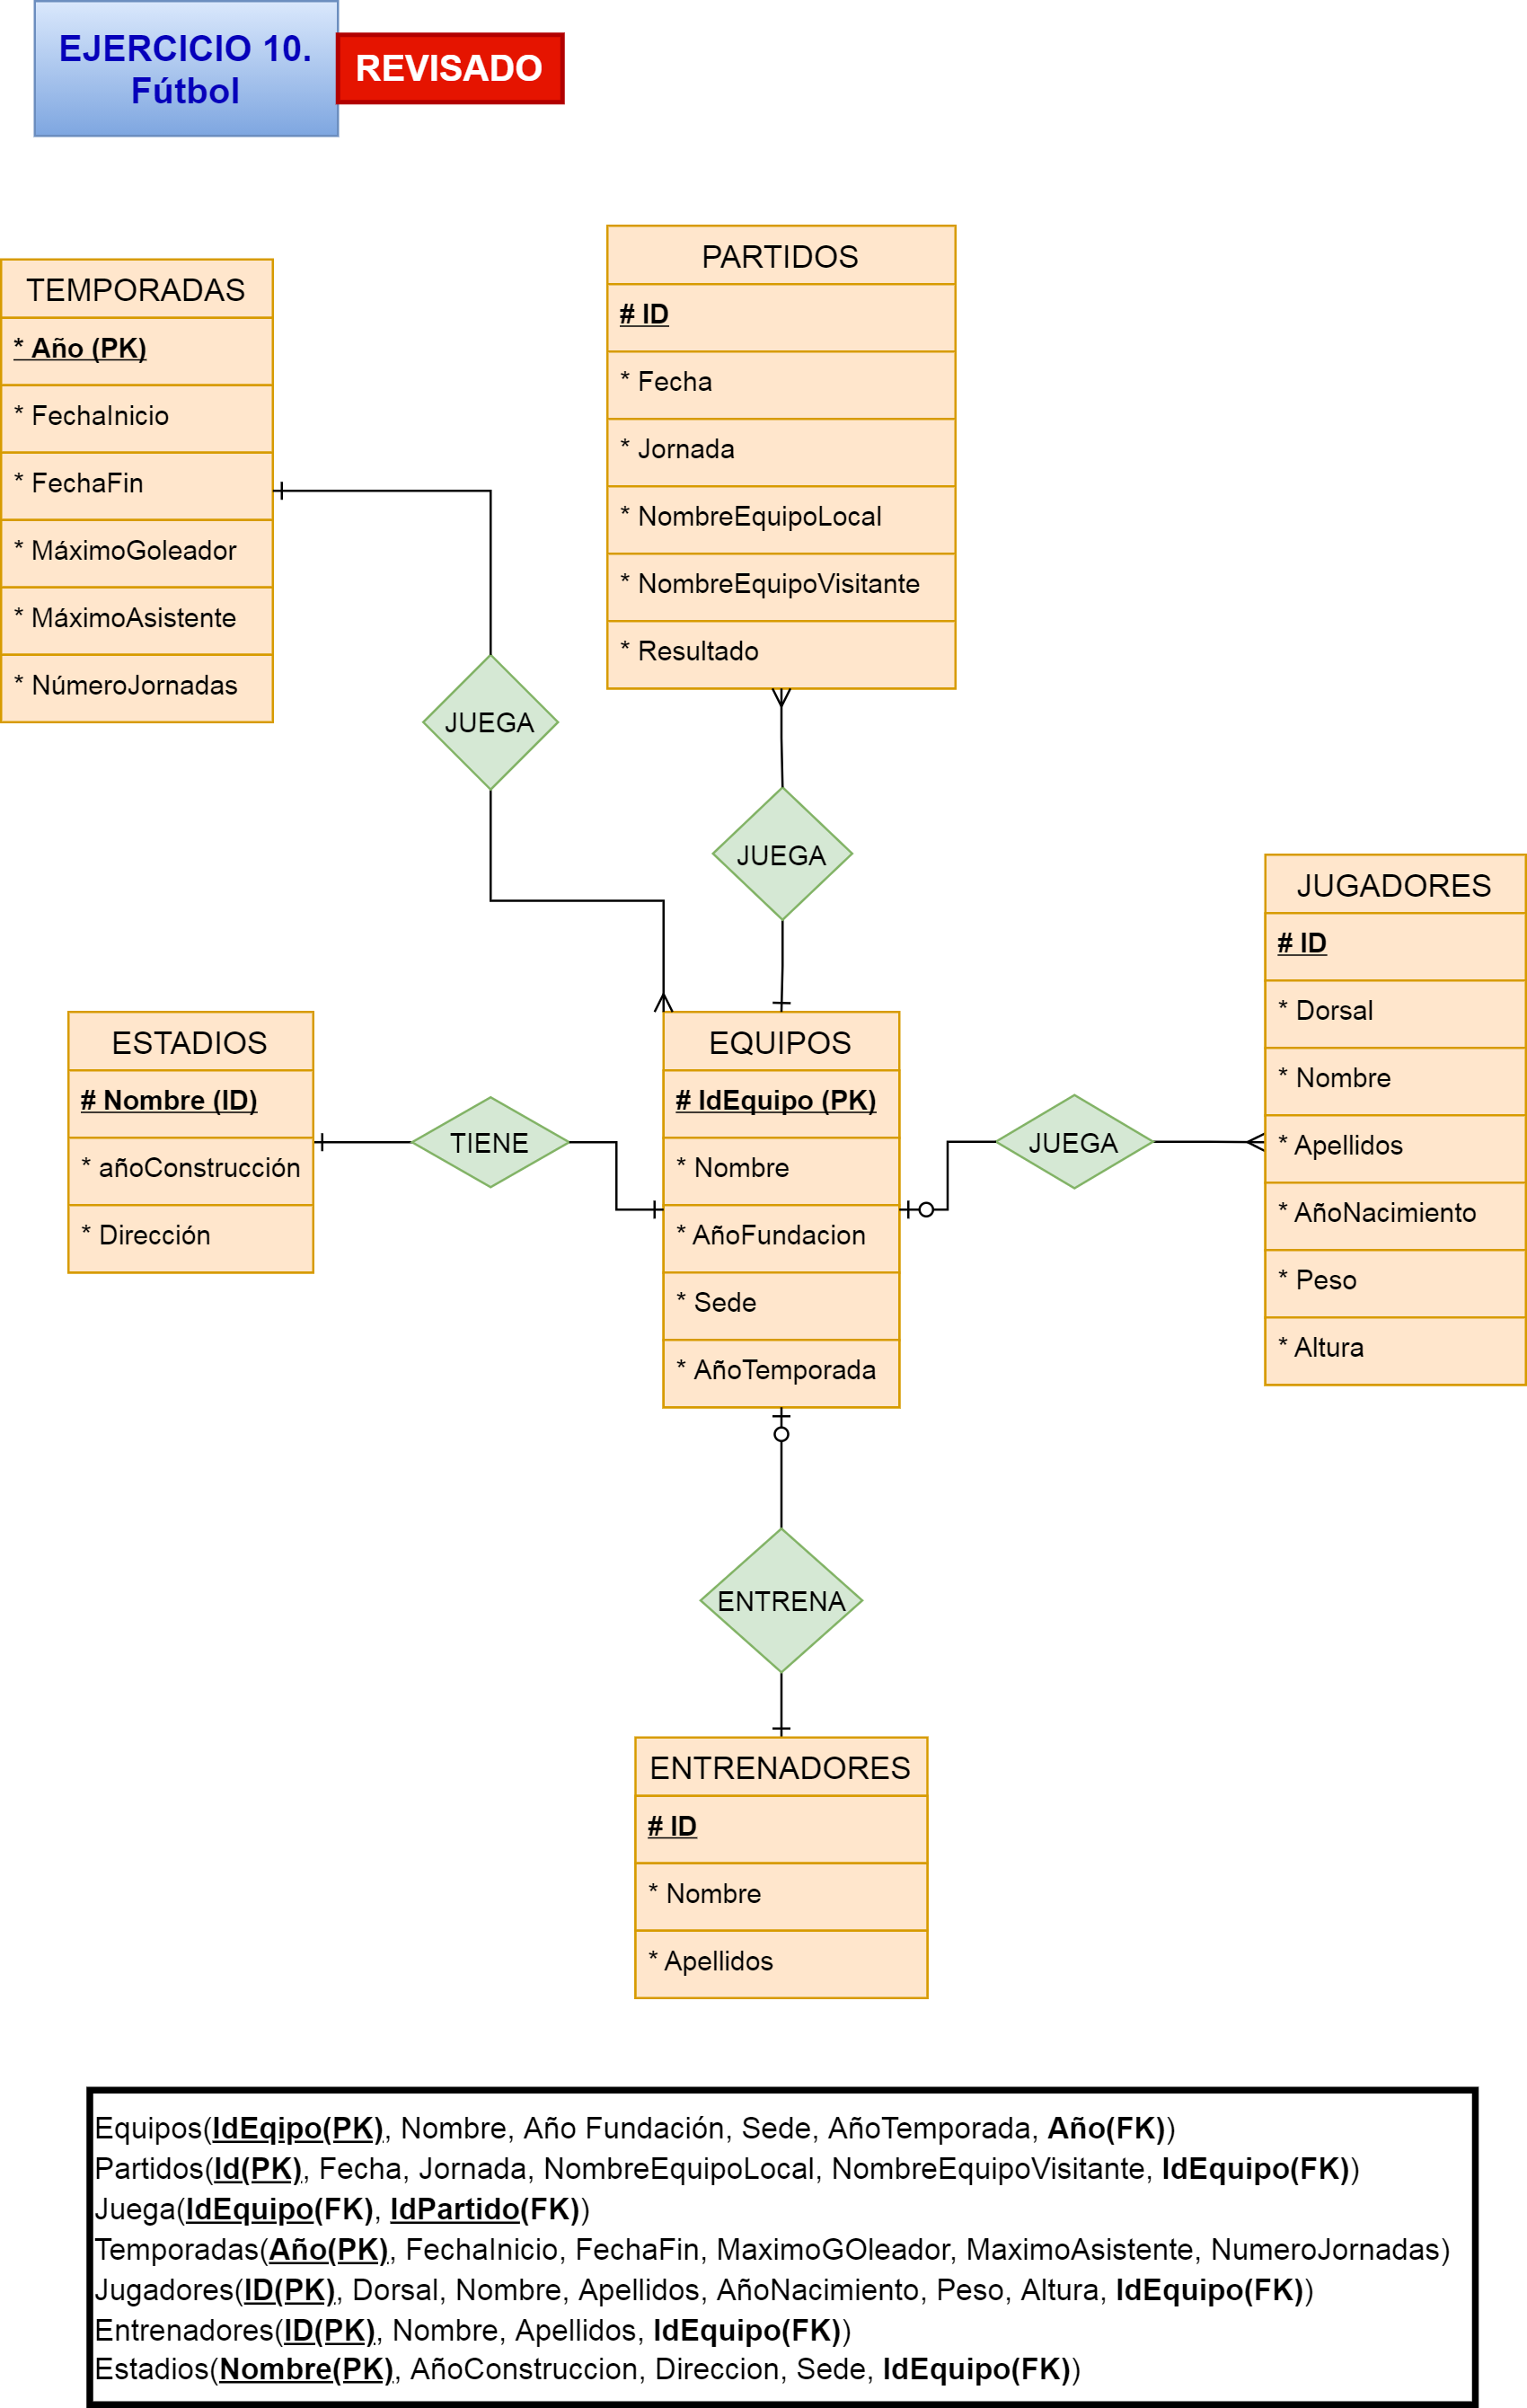 EJERCICIO 10.
Fútbol
REVISADO
TEMPORADAS
* Año (PK)
* FechaInicio
* FechaFin
* MáximoGoleador
* MáximoAsistente
* NúmeroJornadas
PARTIDOS
# ID
* Fecha
* Jornada
* NombreEquipoLocal
* NombreEquipoVisitante
* Resultado
JUEGA
JUEGA
JUGADORES
# ID
* Dorsal
* Nombre
* Apellidos
* AñoNacimiento
* Peso
* Altura
ESTADIOS
# Nombre (ID)
* añoConstrucción
* Dirección
TIENE
EQUIPOS
# IdEquipo (PK)
* Nombre
* AñoFundacion
* Sede
* AñoTemporada
JUEGA
ENTRENA
ENTRENADORES
# ID
* Nombre
* Apellidos
Equipos(IdEqipo(PK), Nombre, Año Fundación, Sede, AñoTemporada, Año(FK))
Partidos(Id(PK), Fecha, Jornada, NombreEquipoLocal, NombreEquipoVisitante, IdEquipo(FK))
Juega(IdEquipo(FK), IdPartido(FK))
Temporadas(Año(PK), FechaInicio, FechaFin, MaximoGOleador, MaximoAsistente, NumeroJornadas)
Jugadores(ID(PK), Dorsal, Nombre, Apellidos, AñoNacimiento, Peso, Altura, IdEquipo(FK))
Entrenadores(ID(PK), Nombre, Apellidos, IdEquipo(FK))
Estadios(Nombre(PK), AñoConstruccion, Direccion, Sede, IdEquipo(FK))